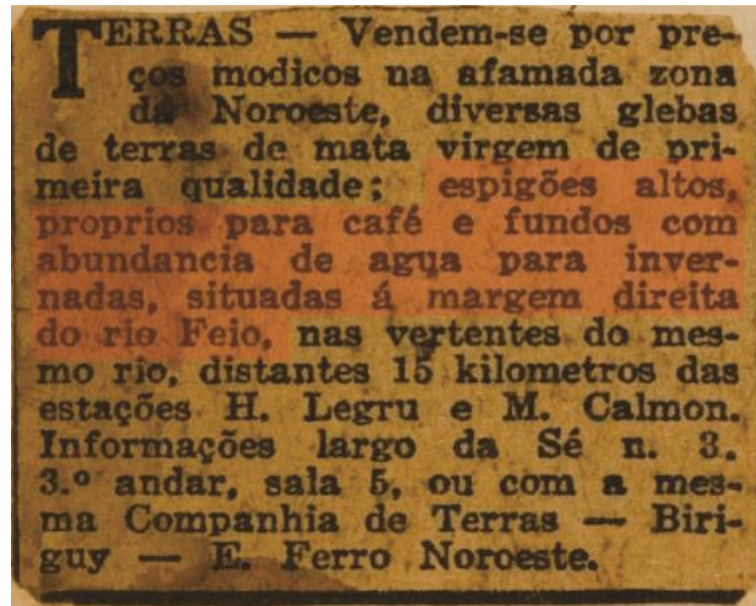 TERRAS — Vendem-se por pre-
ços modicos na afamada zona
da Noroeste, diversas glebas
de terras de mata virgem de pri-
meira qualidade; espigões altos,
proprios para café e fundos com
abundancia de agua para inver-
nadas, situadas á margem direita
do rio Feio, nas vertentes do mes-
mo rio, distantes 15 kilometros das
estações H. Legru e M. Calmon.
Informações largo da Sé n. 3.
3.º andar, sala 5, ou com a mes-
ma Companhia de Terras — Biri-
guy — E. Ferro Noroeste.